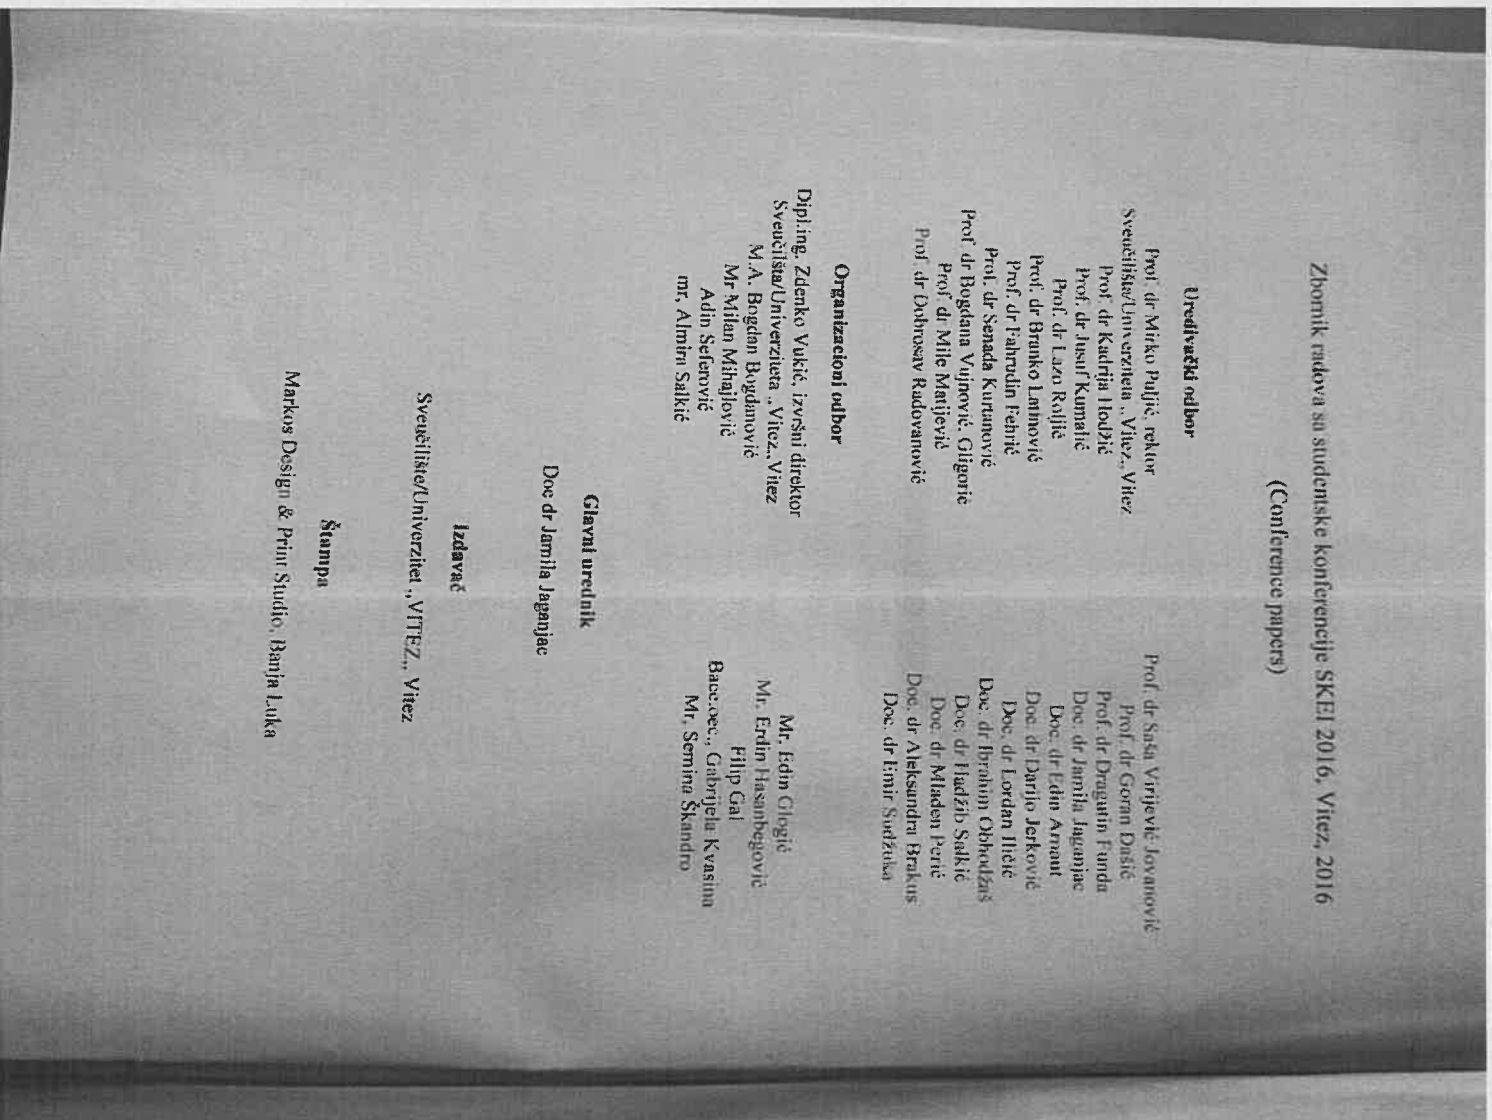 Zbornik radova sa studentske konferencije SKEI 2016, Vitez, 2016
(Conference papers)
Uređivački odbor
Prof. dr Mirko Puljić, rektor
Sveučilišta/Univerziteta „Vitez„ Vitez
Prof. dr Kadrija Hodžić
Prof. dr Jusuf Kumalić
Prof. dr Lazo Roljić
Prof. dr Branko Latinović
Prof. dr Fahrudin Fehrić
Prof. dr Senada Kurtanović
Prof. dr Bogdana Vujnović. Gligorić
Prof. dr Mile Matijević
Prof. dr Dobrosav Radovanović
Prof. dr Saša Virijević Jovanović
Prof. dr Goran Dašić
Prof. dr Dragutin Funda
Doc. dr Jamila Jaganjac
Doc. dr Edin Arnaut
Doc. dr Darijo Jerković
Doc. dr Lordan Iličić
Doc. dr Ibrahim Obhodžaš
Doc. dr Hadžib Salkić
Doc. dr Mladen Perić
Doc. dr Aleksandra Brakus
Doc. dr Emir Sudžuka
Organizacioni odbor
Dipl.ing. Zdenko Vukić, izvršni direktor
Sveučilišta/Univerziteta „Vitez„ Vitez
M.A. Bogdan Bogdanović
Mr Milan Mihajlović
Adin Seferović
mr, Almira Salkić
Mr. Edin Glogić
Mr. Erdin Hasanbegović
Filip Gal
Bacc.oec., Gabrijela Kvasina
Mr, Semina Škandro
Glavni urednik
Doc dr Jamila Jaganjac
Izdavač
Sveučilište/Univerzitet „VITEZ„ Vitez
Štampa
Markos Design & Print Studio, Banja Luka